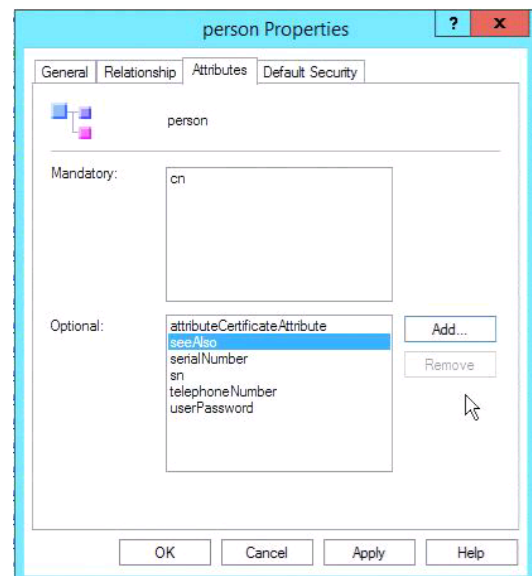 person Properties
? x
General Relationship Attributes Default Security
person
Mandatory:
cn
Optional:
attributeCertificateAttribute
seeAlso
serialNumber
sn
telephoneNumber
userPassword
Add...
Remove
OK Cancel Apply Help